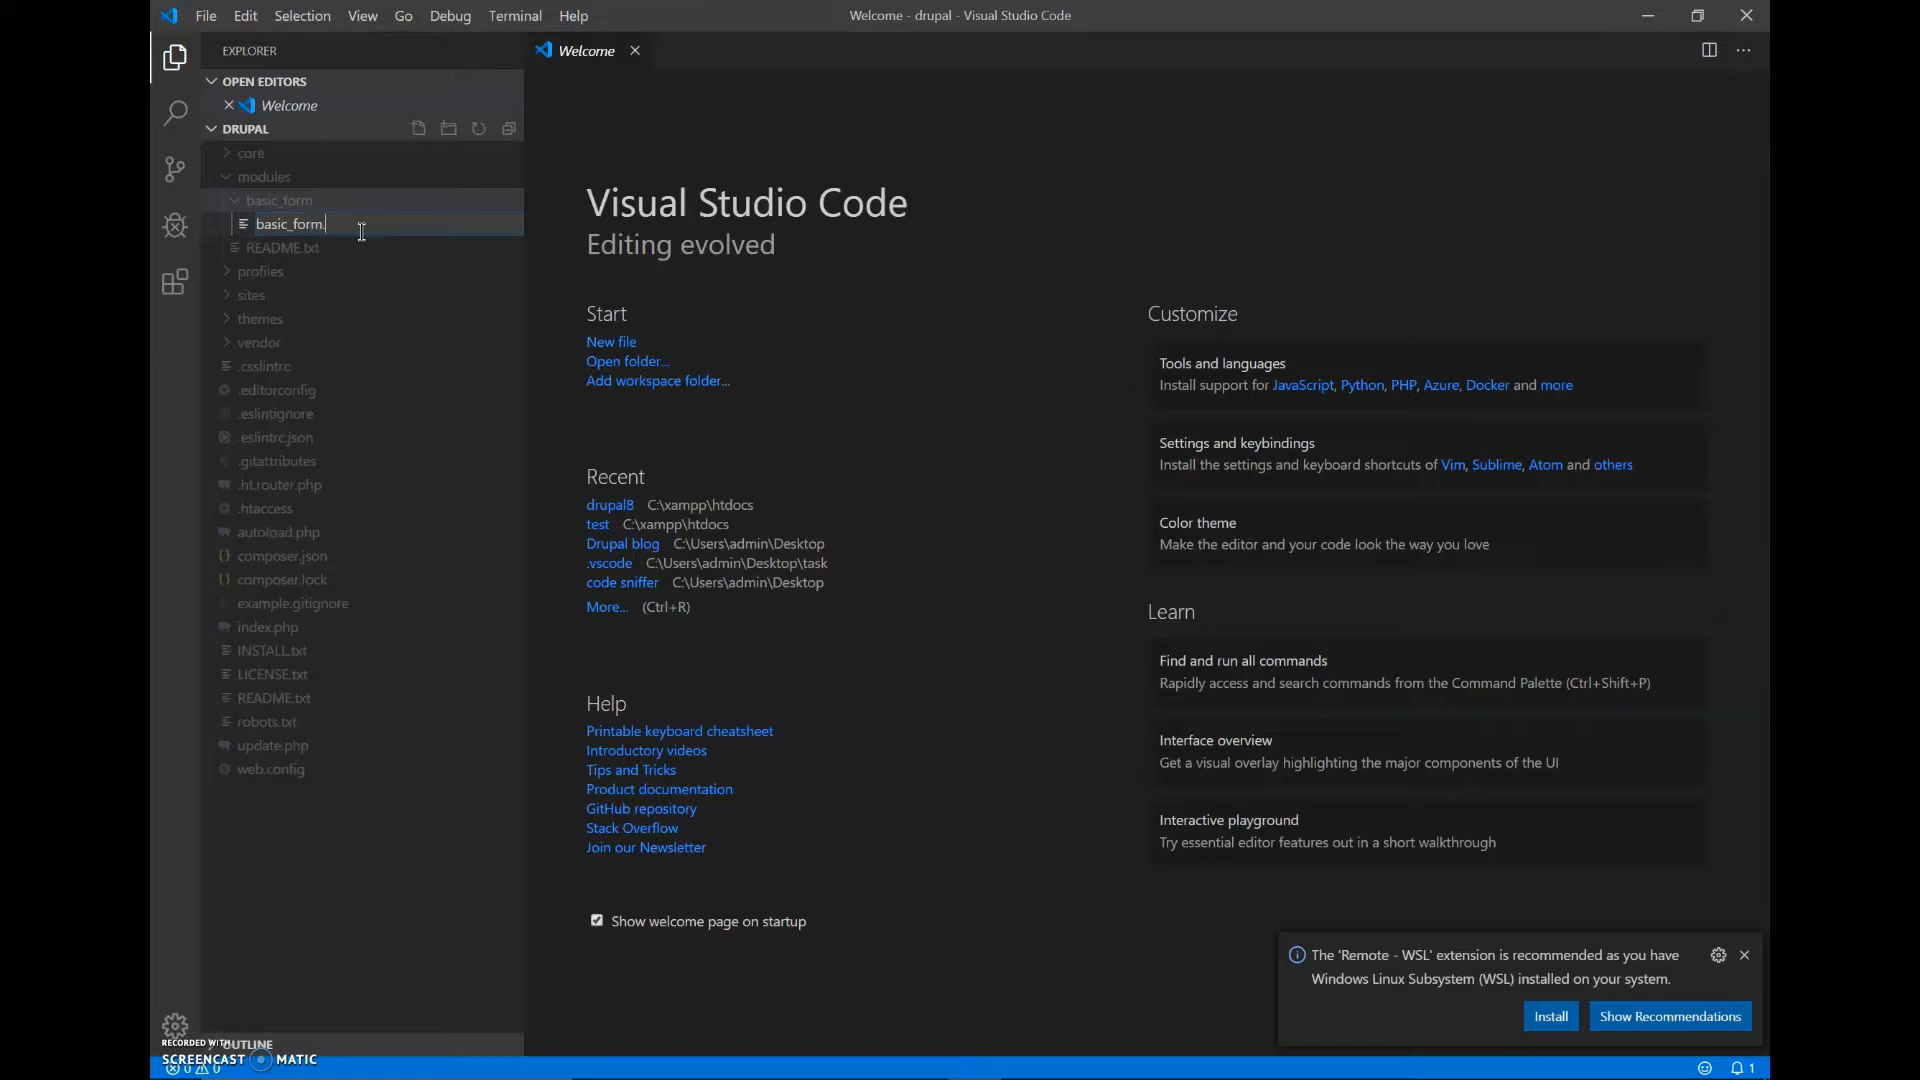 File Edit Selection View Go Debug Terminal Help
Welcome - drupal - Visual Studio Code
EXPLORER
Welcome
OPEN EDITORS
Welcome
DRUPAL
core
modules
basic_form
basic_form.
README.txt
profiles
sites
themes
vendor
.csslintrc
.editorconfig
.eslintignore
.eslintrc.json
.gitattributes
.ht.router.php
.htaccess
autoload.php
composer.json
composer.lock
example.gitignore
index.php
INSTALL.txt
LICENSE.txt
README.txt
robots.txt
update.php
web.config
OUTLINE
Visual Studio Code
Editing evolved
Start
New file
Open folder...
Add workspace folder...
Recent
drupal8 C:\xampp\htdocs
test C:\xampp\htdocs
Drupal blog C:\Users\admin\Desktop
.vscode C:\Users\admin\Desktop\task
code sniffer C:\Users\admin\Desktop
More... (Ctrl+R)
Help
Printable keyboard cheatsheet
Introductory videos
Tips and Tricks
Product documentation
GitHub repository
Stack Overflow
Join our Newsletter
Show welcome page on startup
Customize
Tools and languages
Install support for JavaScript, Python, PHP, Azure, Docker and more
Settings and keybindings
Install the settings and keyboard shortcuts of Vim, Sublime, Atom and others
Color theme
Make the editor and your code look the way you love
Learn
Find and run all commands
Rapidly access and search commands from the Command Palette (Ctrl+Shift+P)
Interface overview
Get a visual overlay highlighting the major components of the UI
Interactive playground
Try essential editor features out in a short walkthrough
The 'Remote - WSL' extension is recommended as you have
Windows Linux Subsystem (WSL) installed on your system.
Install
Show Recommendations
RECORDED WITH
SCREENCAST MATIC
0 0
1